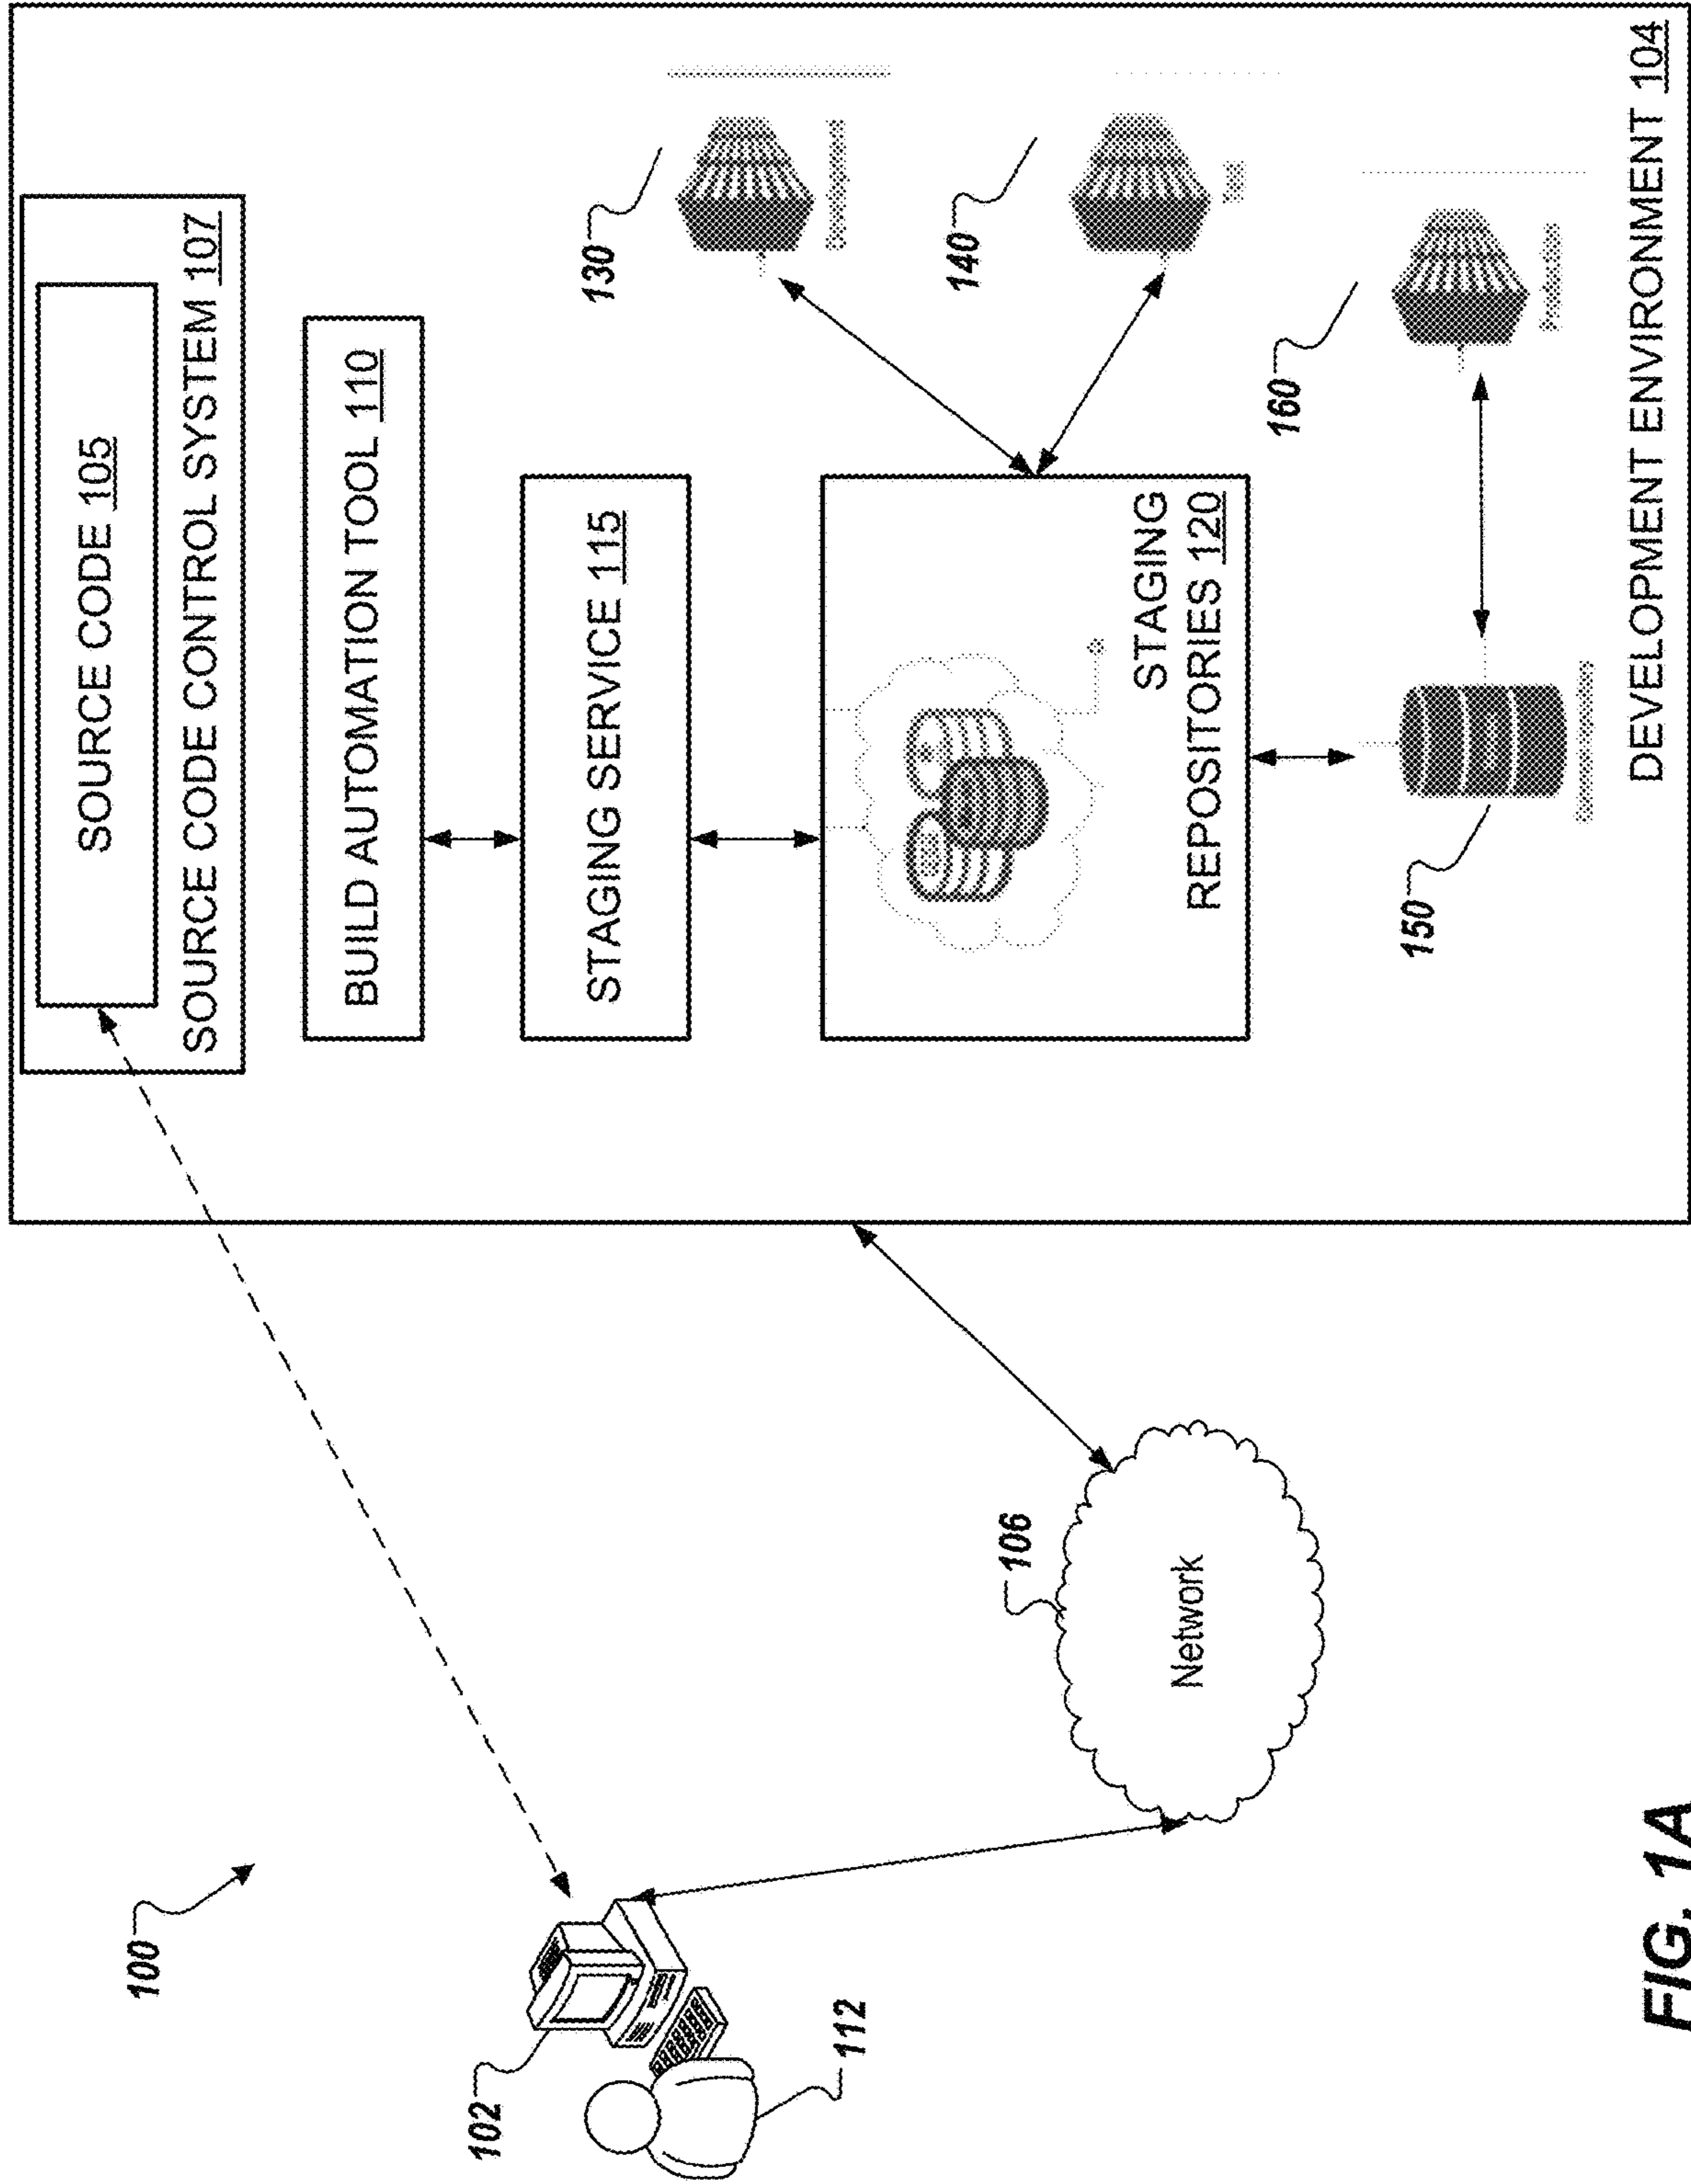 100
102
112
106
Network
SOURCE CODE 105
SOURCE CODE CONTROL SYSTEM 107
BUILD AUTOMATION TOOL 110
STAGING SERVICE 115
STAGING
REPOSITORIES 120
130
140
150
160
DEVELOPMENT ENVIRONMENT 104
FIG. 1A